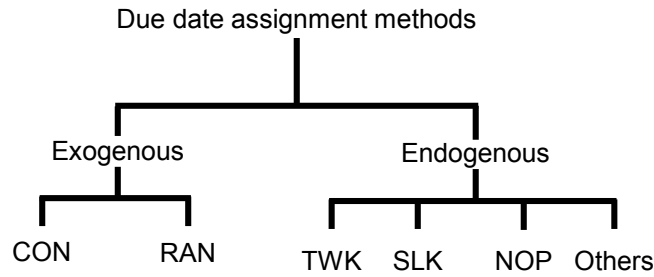 Due date assignment methods
Exogenous
Endogenous
CON
RAN
TWK
SLK
NOP
Others